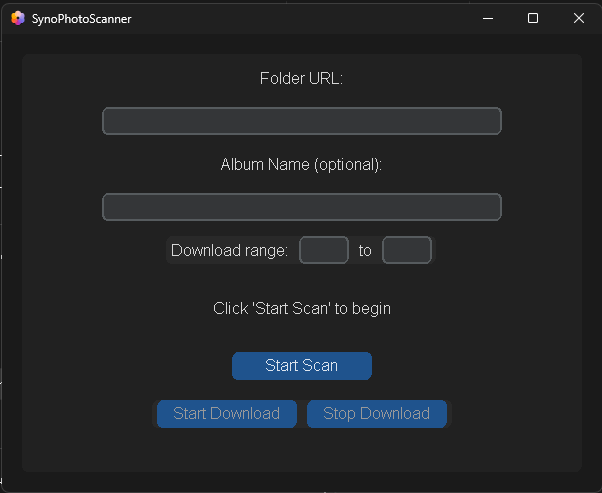 SynoPhotoScanner
Folder URL:
Album Name (optional):
Download range: to
Click 'Start Scan' to begin
Start Scan
Start Download Stop Download